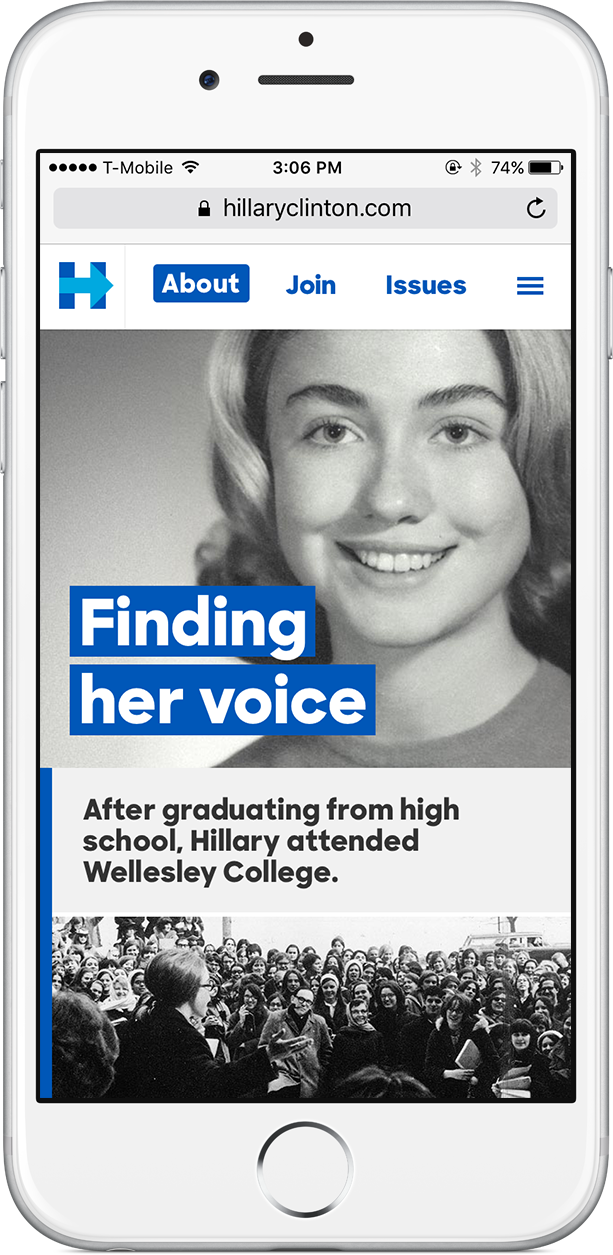 T-Mobile 3:06 PM 74%
hillaryclinton.com
H About Join Issues
Finding
her voice
After graduating from high
school, Hillary attended
Wellesley College.